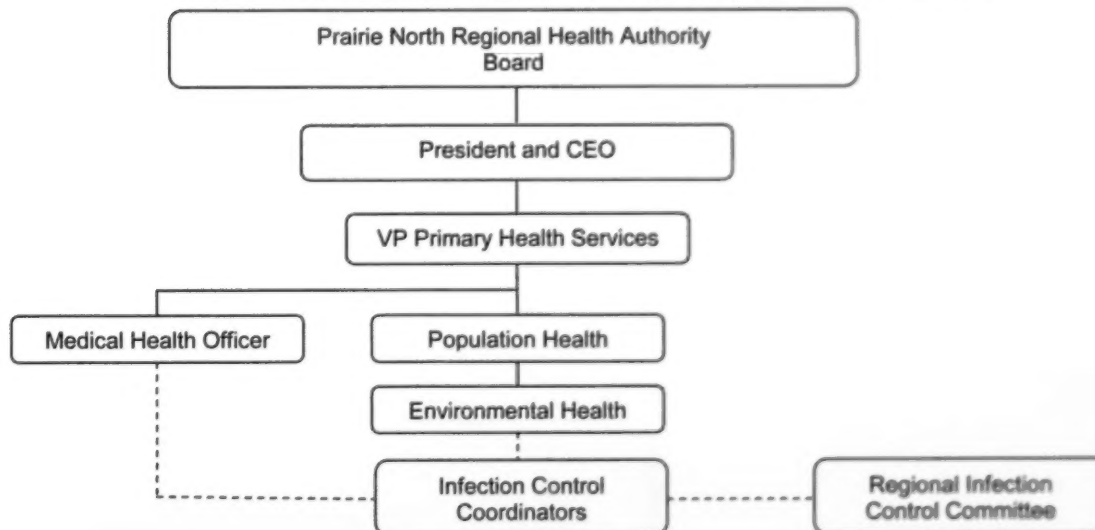 Prairie North Regional Health Authority
Board
President and CEO
VP Primary Health Services
Medical Health Officer
Population Health
Environmental Health
Infection Control
Coordinators
Regional Infection
Control Committee